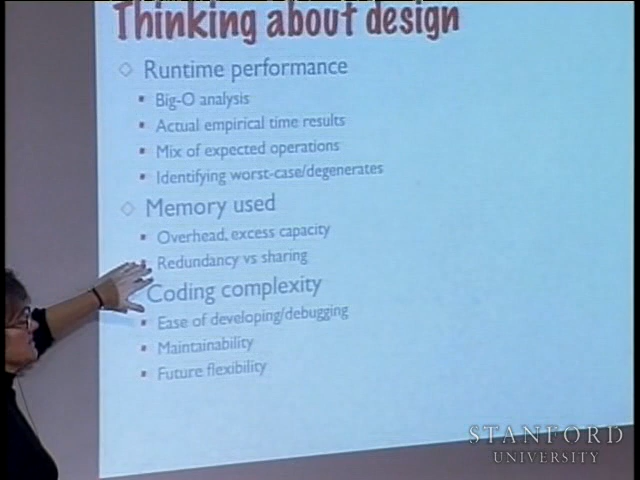 Thinking about design
Runtime performance
Big-O analysis
Actual empirical time results
Mix of expected operations
Identifying worst-case/degenerates
Memory used
Overhead, excess capacity
Redundancy vs sharing
Coding complexity
Ease of developing/debugging
Maintainability
Future flexibility
STANFORD
UNIVERSITY